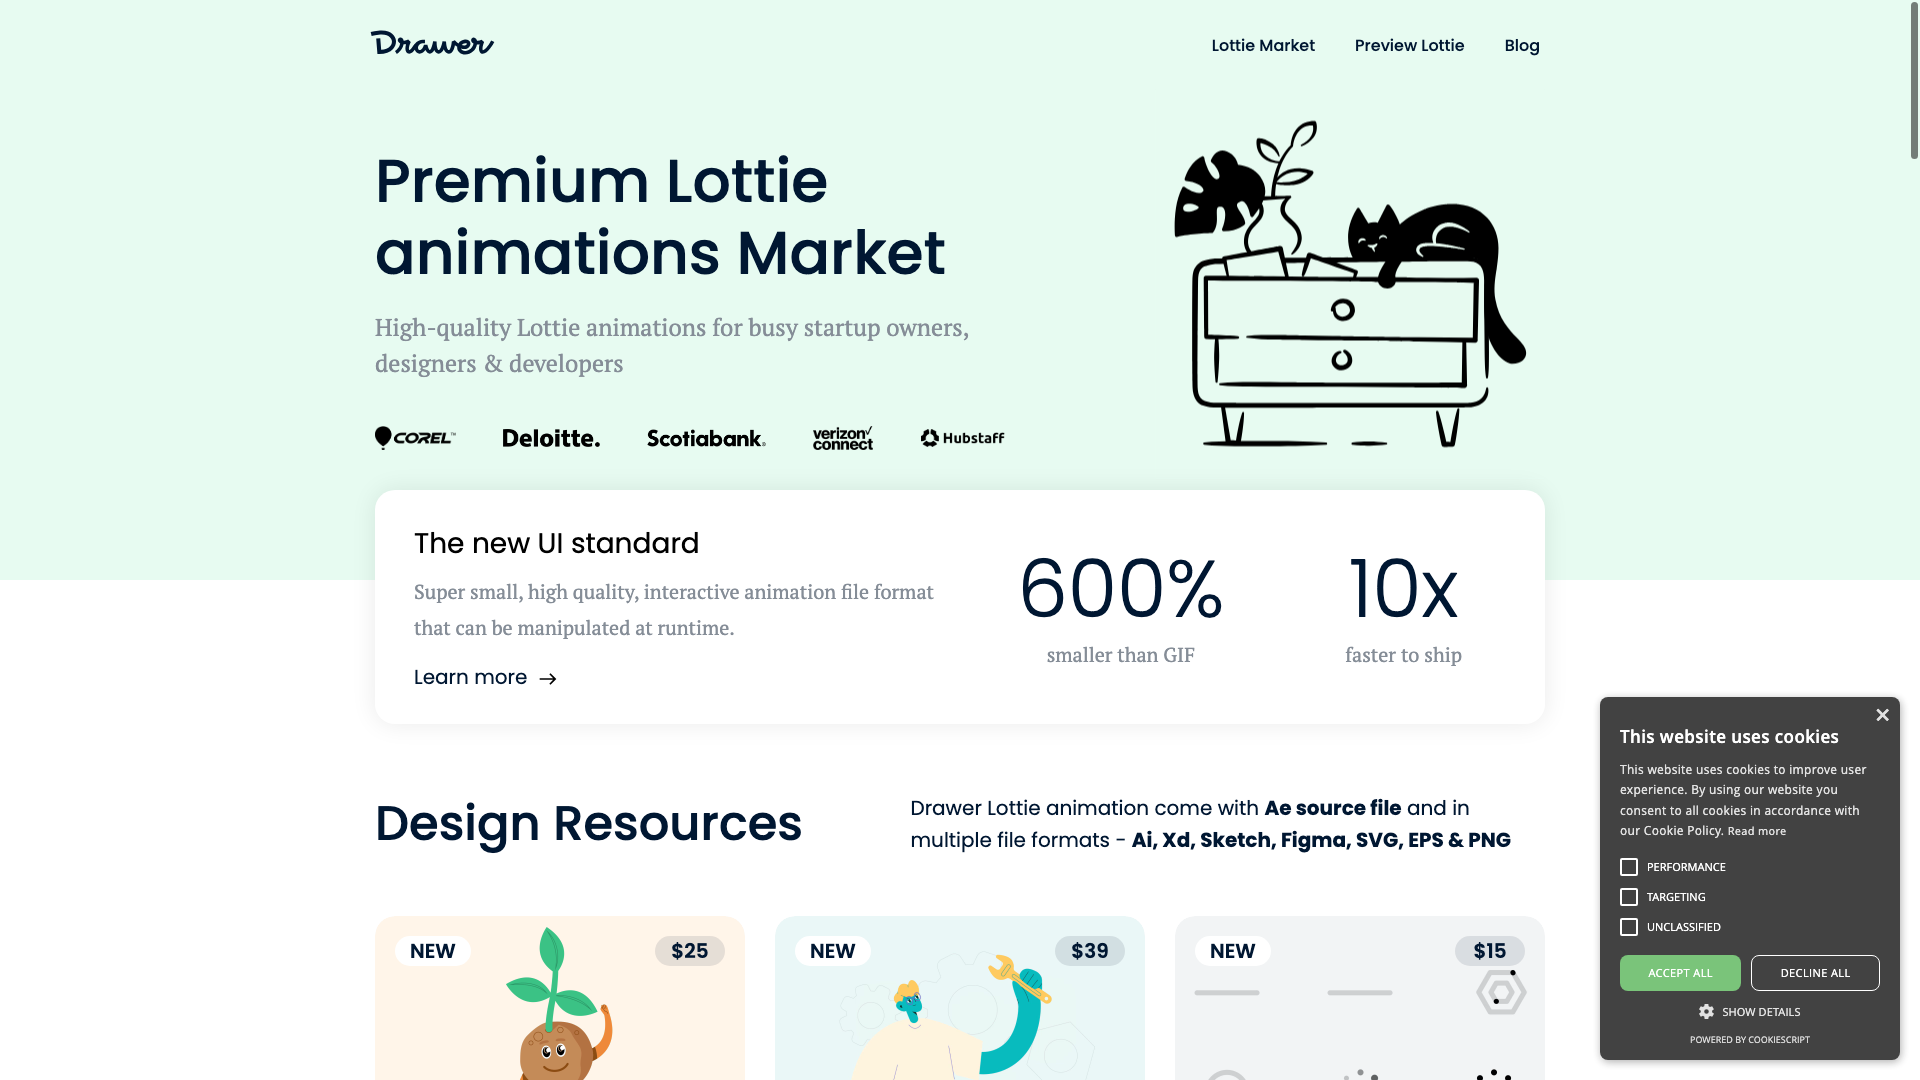 Drawer
Lottie Market
Preview Lottie
Blog
Premium Lottie
animations Market
High-quality Lottie animations for busy startup owners,
designers & developers
COREL™
Deloitte.
Scotiabank®
verizon✓
connect
Hubstaff
The new UI standard
Super small, high quality, interactive animation file format
that can be manipulated at runtime.
Learn more →
600%
smaller than GIF
10x
faster to ship
Design Resources
Drawer Lottie animation come with Ae source file and in
multiple file formats - Ai, Xd, Sketch, Figma, SVG, EPS & PNG
NEW
$25
NEW
$39
NEW
$15
×
This website uses cookies
This website uses cookies to improve user
experience. By using our website you
consent to all cookies in accordance with
our Cookie Policy. Read more
PERFORMANCE
TARGETING
UNCLASSIFIED
ACCEPT ALL
DECLINE ALL
SHOW DETAILS
POWERED BY COOKIESCRIPT